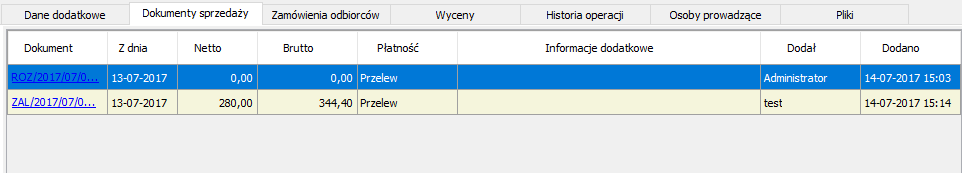 Dane dodatkowe Dokumenty sprzedaży Zamówienia odbiorców Wyceny Historia operacji Osoby prowadzące Pliki
Dokument Z dnia Netto Brutto Płatność Informacje dodatkowe Dodał Dodano
ROZ/2017/07/0... 13-07-2017 0,00 0,00 Przelew Administrator 14-07-2017 15:03
ZAL/2017/07/0... 13-07-2017 280,00 344,40 Przelew test 14-07-2017 15:14